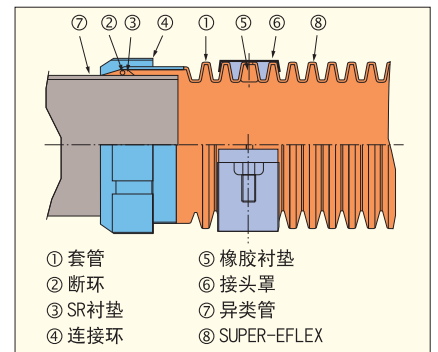 ⑦ ② ③ ④ ① ⑤ ⑥ ⑧
① 套管
② 断环
③ SR衬垫
④ 连接环
⑤ 橡胶衬垫
⑥ 接头罩
⑦ 异类管
⑧ SUPER-EFLEX